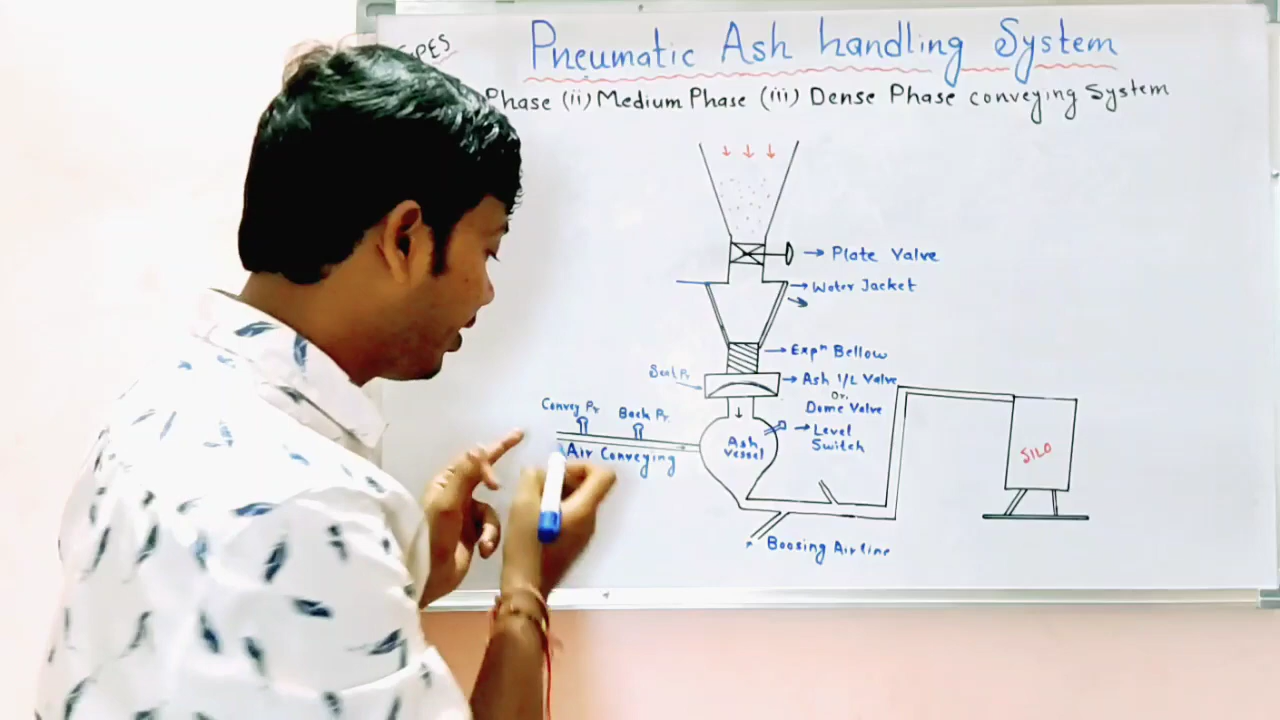 Pneumatic Ash handling System
Phase (ii) Medium Phase (iii) Dense Phase conveying System
→ Plate Valve
→ Water Jacket
→ Expⁿ Bellow
Seal Pr
→ Ash I/L Valve
Or.
Dome Valve
Convey Pr
Back Pr.
→ Level
Switch
Ash
Vessel
Air Conveying
SILO
Boosing Air line